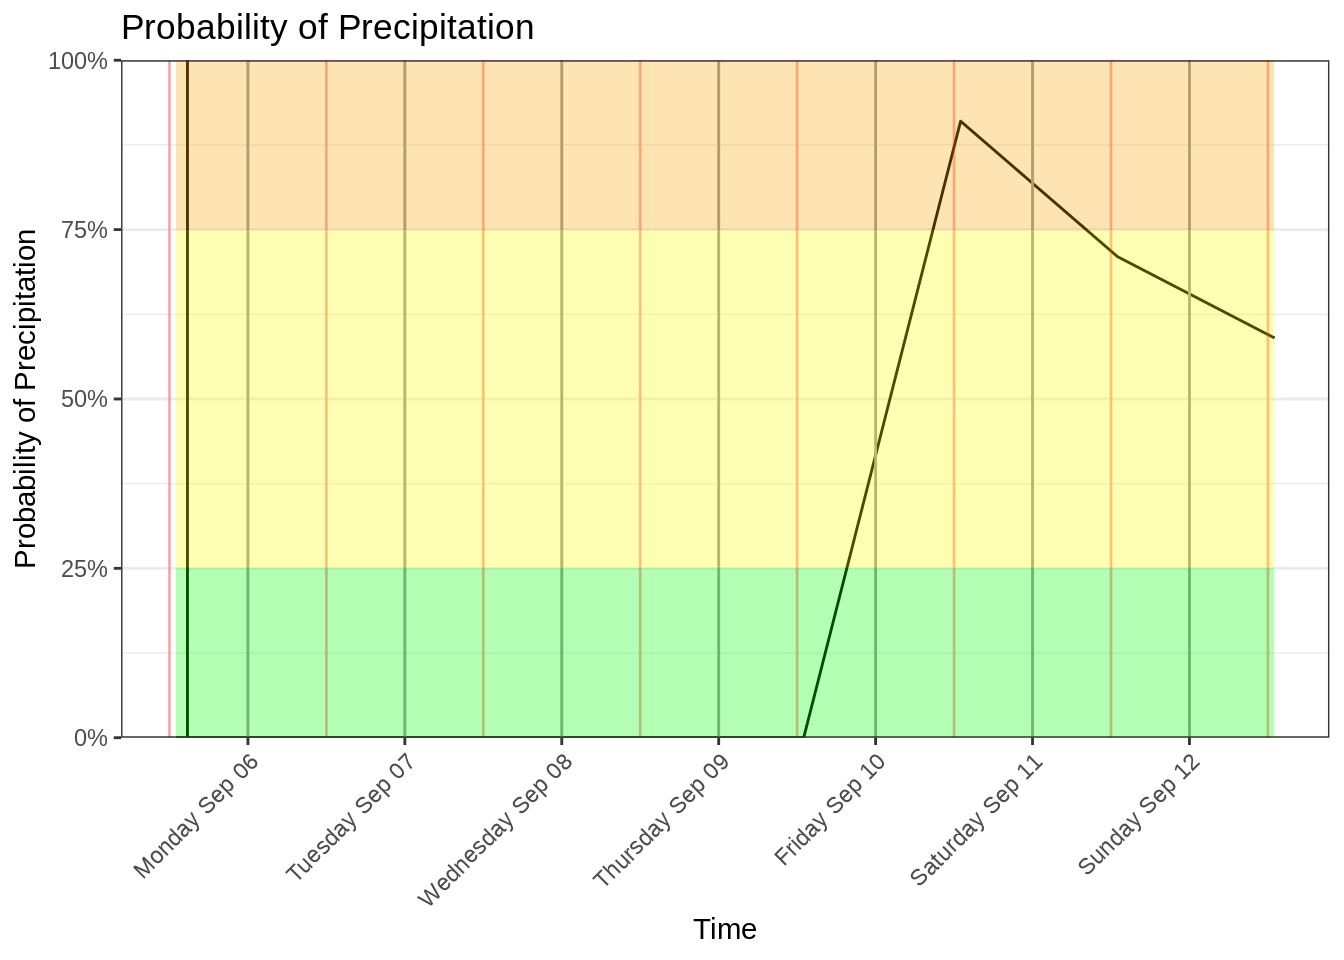 Probability of Precipitation
Probability of Precipitation
100%
75%
50%
25%
0%
Monday Sep 06
Tuesday Sep 07
Wednesday Sep 08
Thursday Sep 09
Friday Sep 10
Saturday Sep 11
Sunday Sep 12
Time